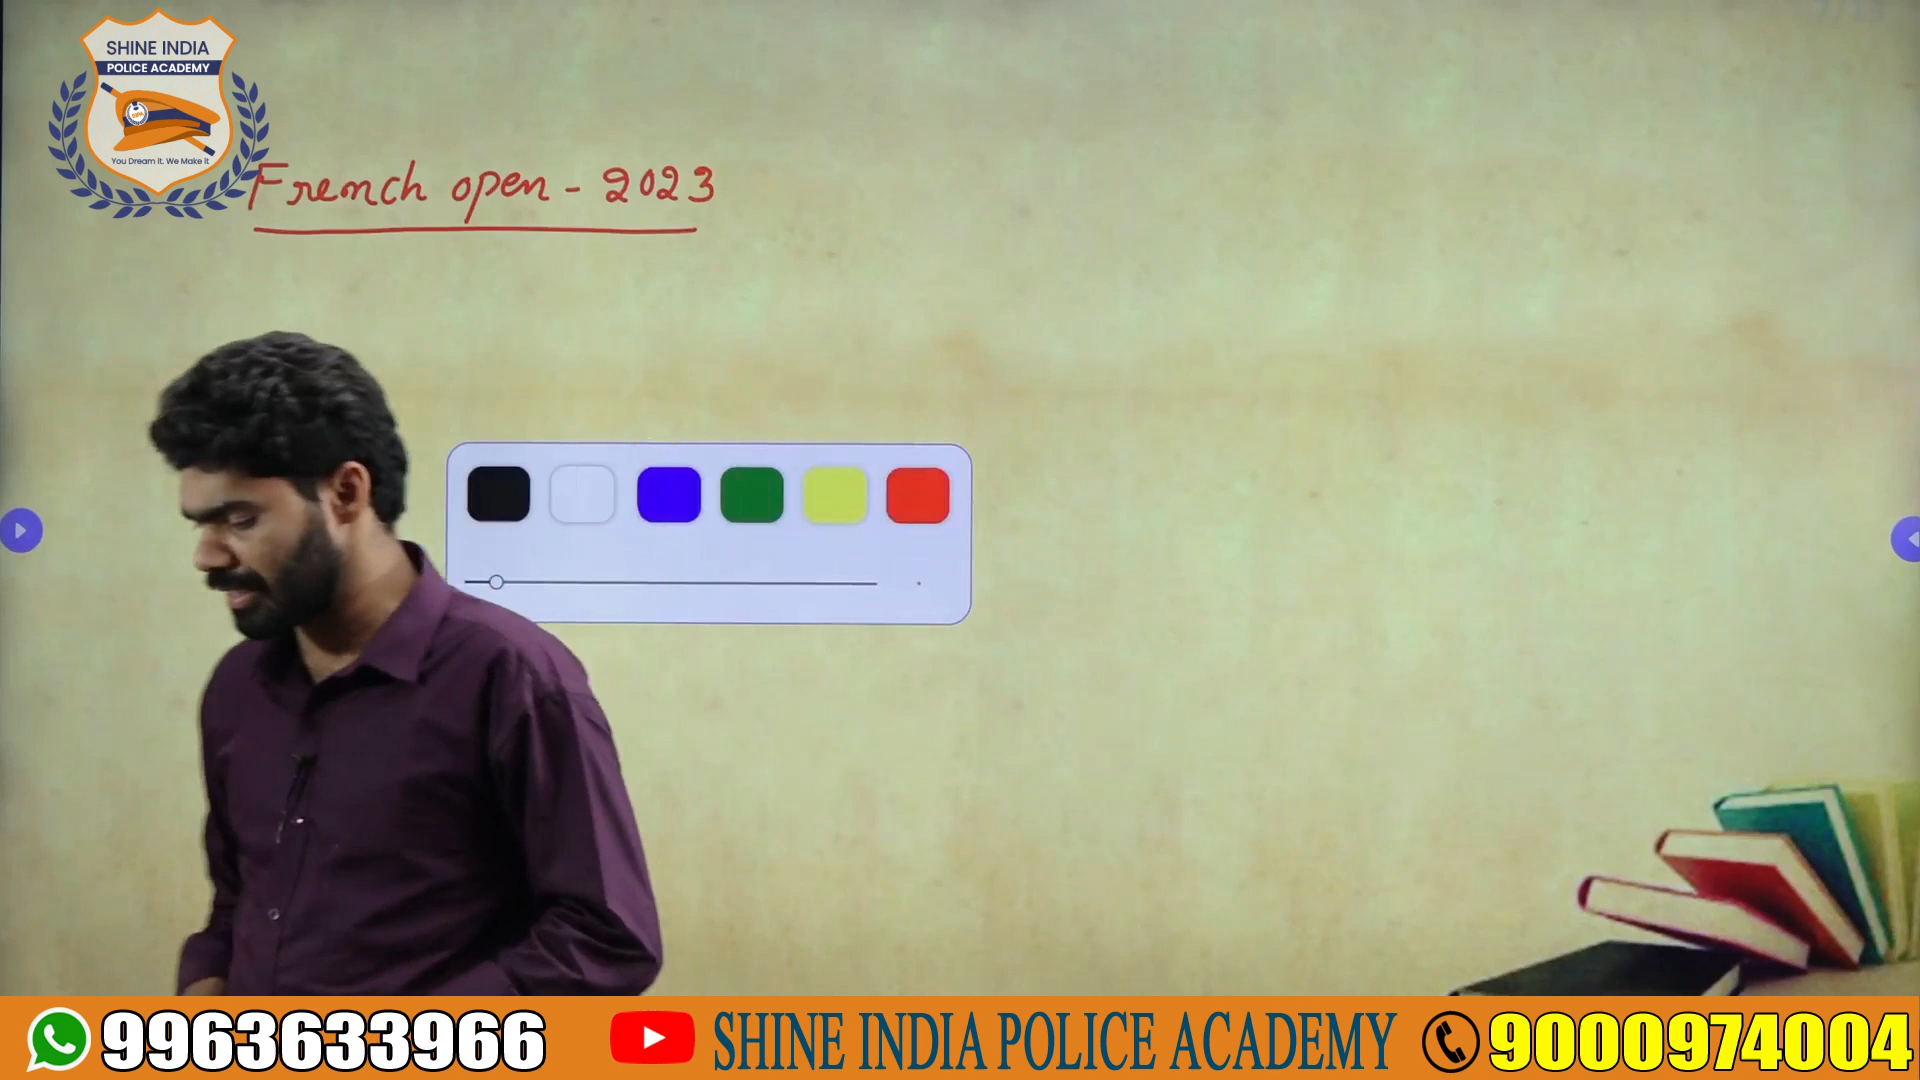 SHINE INDIA
POLICE ACADEMY
You Dream It. We Make It
French open - 2023
9963633966
SHINE INDIA POLICE ACADEMY
9000974004